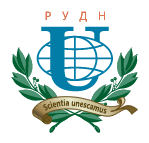 РУДН
U
Scientia unescamus